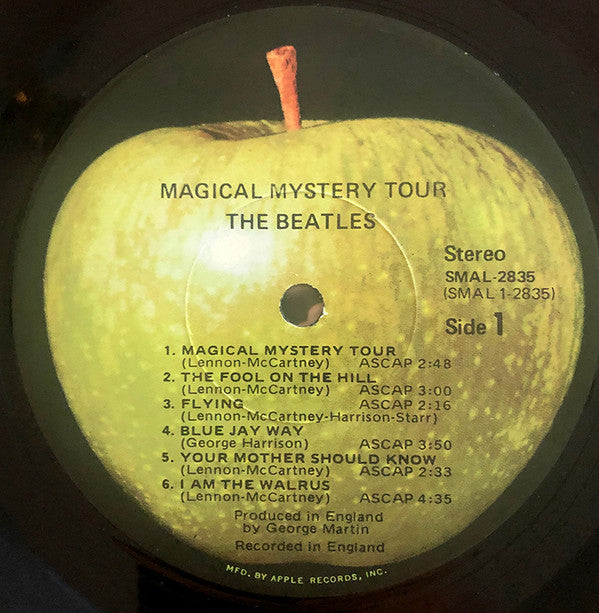 MAGICAL MYSTERY TOUR
THE BEATLES
Stereo
SMAL-2835
(SMAL 1-2835)
Side 1
1. MAGICAL MYSTERY TOUR
(Lennon-McCartney) ASCAP 2:48
2. THE FOOL ON THE HILL
(Lennon-McCartney) ASCAP 3:00
3. FLYING ASCAP 2:16
(Lennon-McCartney-Harrison-Starr)
4. BLUE JAY WAY
(George Harrison) ASCAP 3:50
5. YOUR MOTHER SHOULD KNOW
(Lennon-McCartney) ASCAP 2:33
6. I AM THE WALRUS
(Lennon-McCartney) ASCAP 4:35
Produced in England
by George Martin
Recorded in England
MFD. BY APPLE RECORDS, INC.